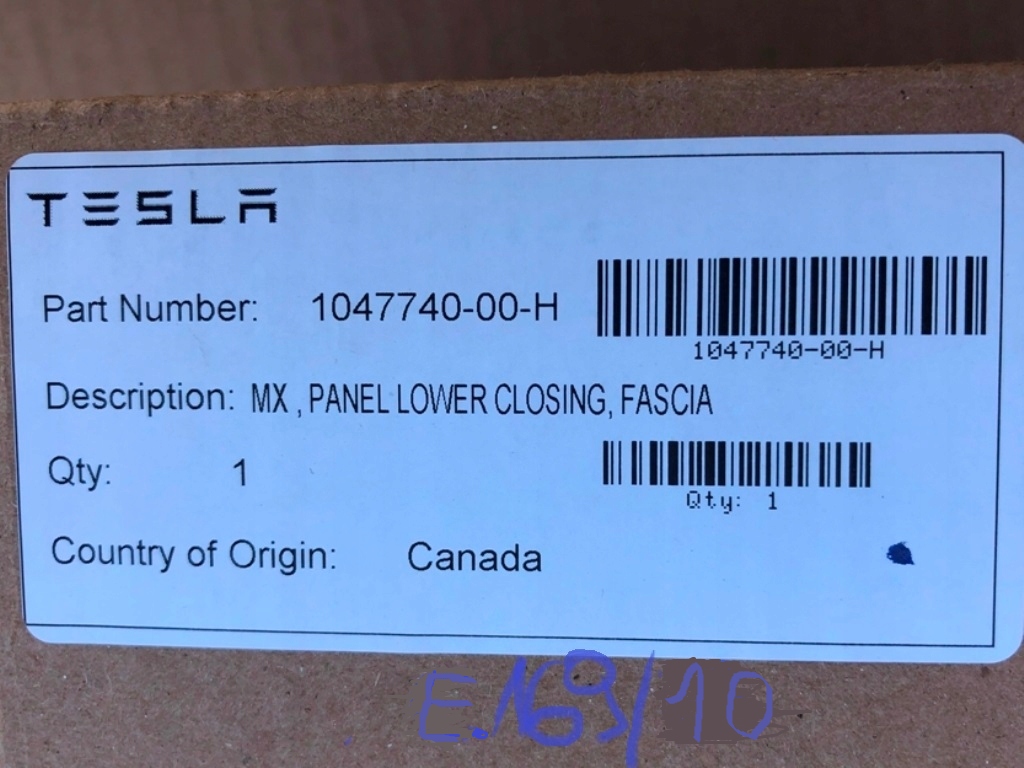 TESLA
Part Number: 1047740-00-H
1047740-00-H
Description: MX , PANEL LOWER CLOSING, FASCIA
Qty: 1
Qty: 1
Country of Origin: Canada